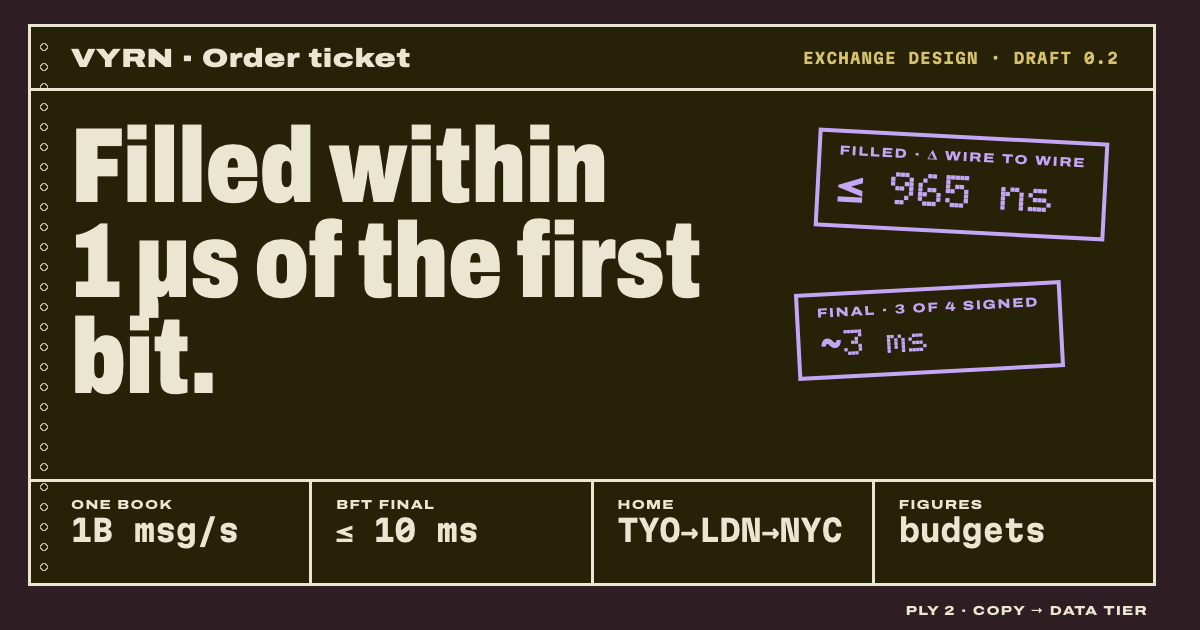 VYRN · Order ticket
EXCHANGE DESIGN · DRAFT 0.2
Filled within
1 µs of the first
bit.
FILLED · Δ WIRE TO WIRE
≤ 965 ns
FINAL · 3 OF 4 SIGNED
~3 ms
ONE BOOK
1B msg/s
BFT FINAL
≤ 10 ms
HOME
TYO→LDN→NYC
FIGURES
budgets
PLY 2 · COPY → DATA TIER